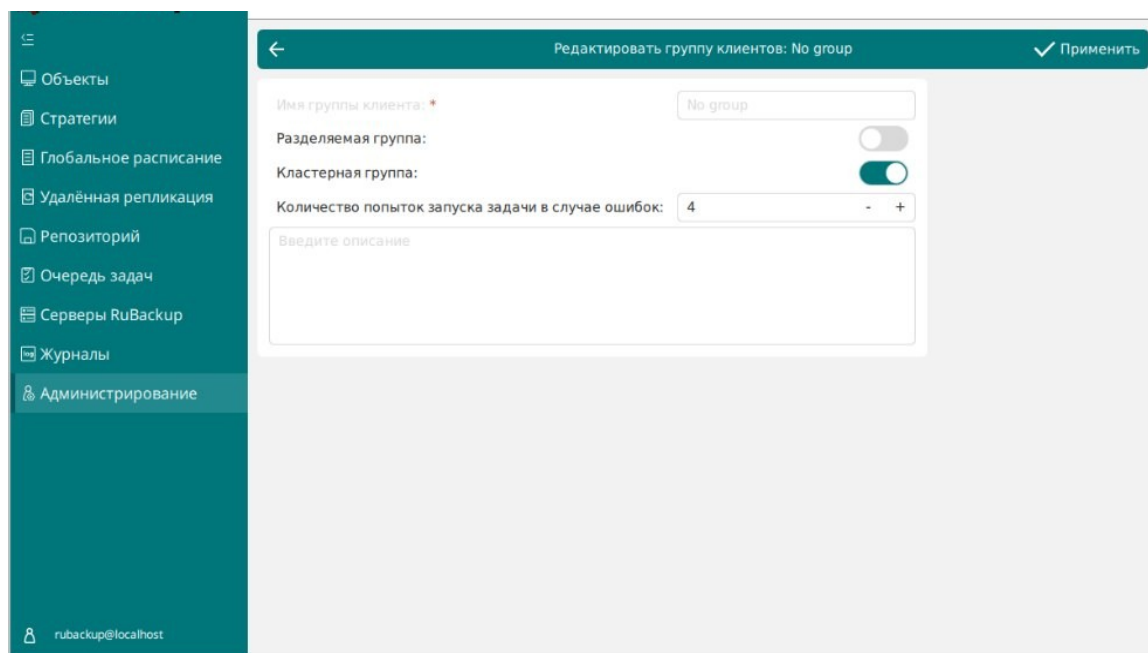 Редактировать группу клиентов: No group
Применить
Объекты
Стратегии
Глобальное расписание
Удалённая репликация
Репозиторий
Очередь задач
Серверы RuBackup
log Журналы
Администрирование
rubackup@localhost
Имя группы клиента: *
No group
Разделяемая группа:
Кластерная группа:
Количество попыток запуска задачи в случае ошибок:
4 - +
Введите описание